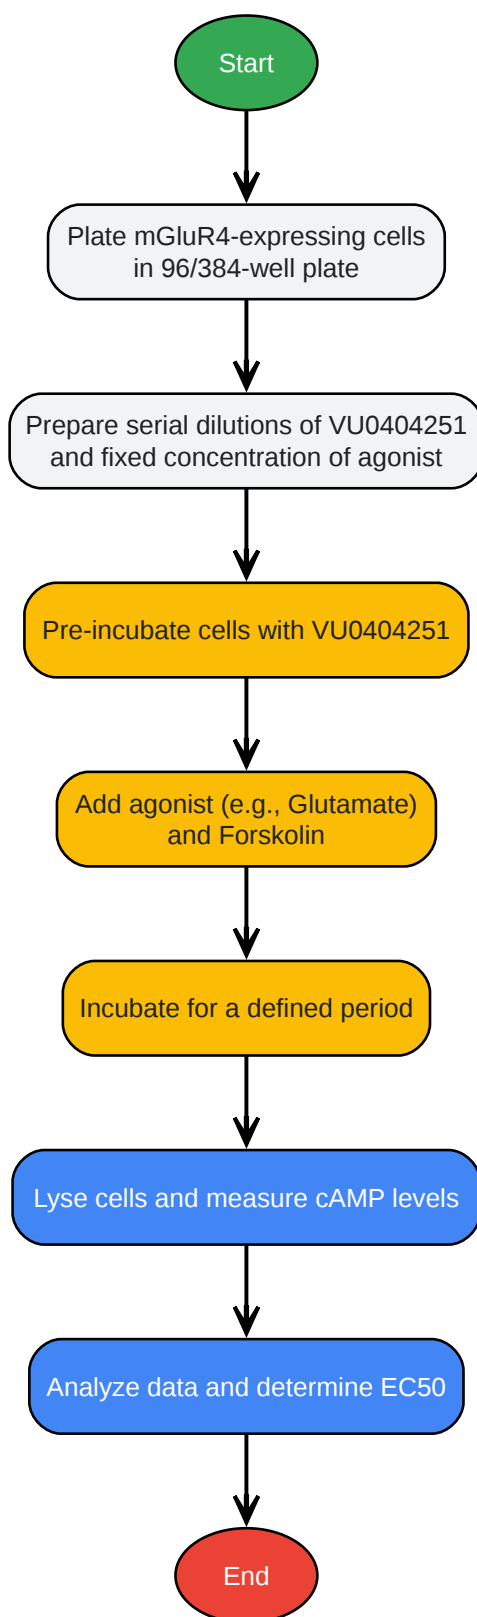 Start
Plate mGluR4-expressing cells
in 96/384-well plate
Prepare serial dilutions of VU0404251
and fixed concentration of agonist
Pre-incubate cells with VU0404251
Add agonist (e.g., Glutamate)
and Forskolin
Incubate for a defined period
Lyse cells and measure cAMP levels
Analyze data and determine EC50
End